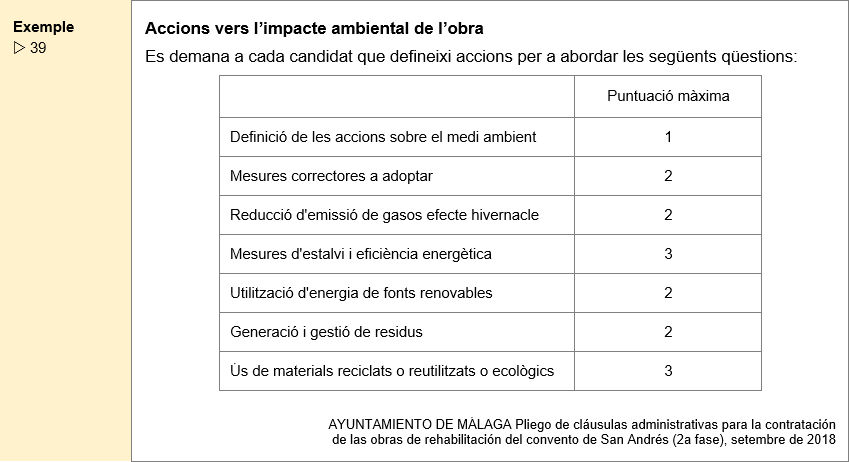 Exemple
▷ 39
Accions vers l’impacte ambiental de l’obra
Es demana a cada candidat que defineixi accions per a abordar les següents qüestions:
Puntuació màxima
Definició de les accions sobre el medi ambient 1
Mesures correctores a adoptar 2
Reducció d'emissió de gasos efecte hivernacle 2
Mesures d'estalvi i eficiència energètica 3
Utilització d'energia de fonts renovables 2
Generació i gestió de residus 2
Ús de materials reciclats o reutilitzats o ecològics 3
AYUNTAMIENTO DE MÁLAGA Pliego de cláusulas administrativas para la contratación
de las obras de rehabilitación del convento de San Andrés (2a fase), setembre de 2018